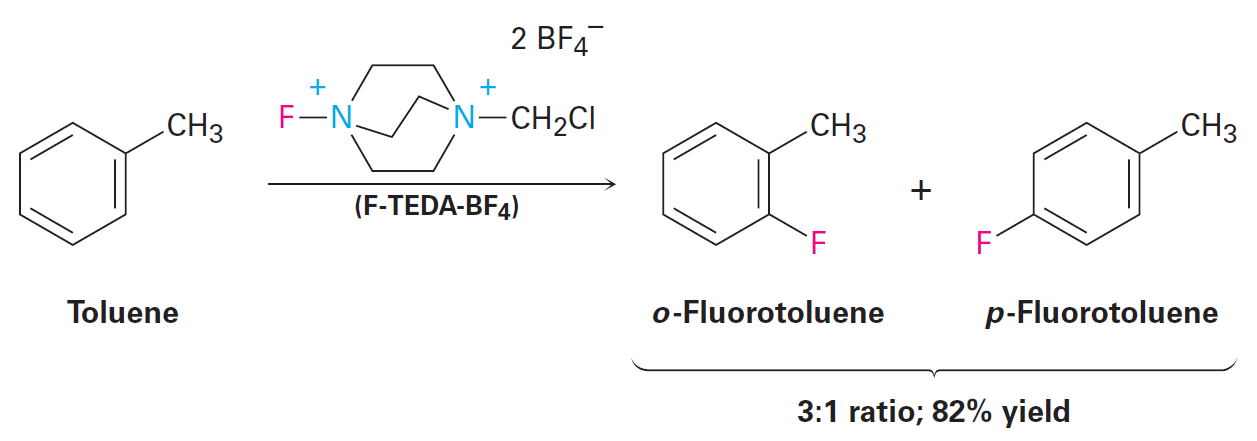 2 BF₄⁻
CH₃
F—N⁺ ⁺N—CH₂Cl
(F-TEDA-BF₄)
CH₃
F
+
CH₃
F
Toluene
o-Fluorotoluene
p-Fluorotoluene
3:1 ratio; 82% yield